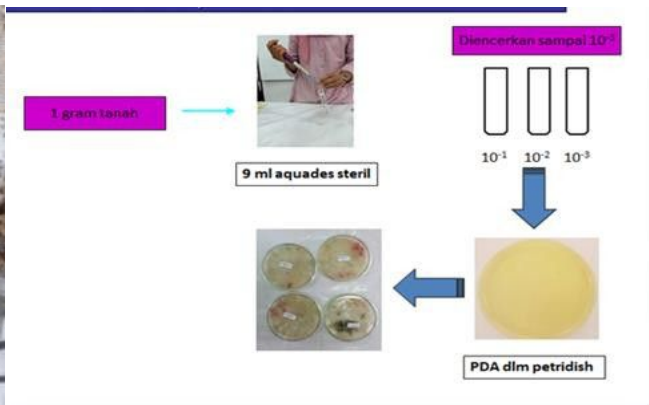 Diencerkan sampai 10⁻³
1 gram tanah
9 ml aquades steril
10⁻¹ 10⁻² 10⁻³
PDA dlm petridish